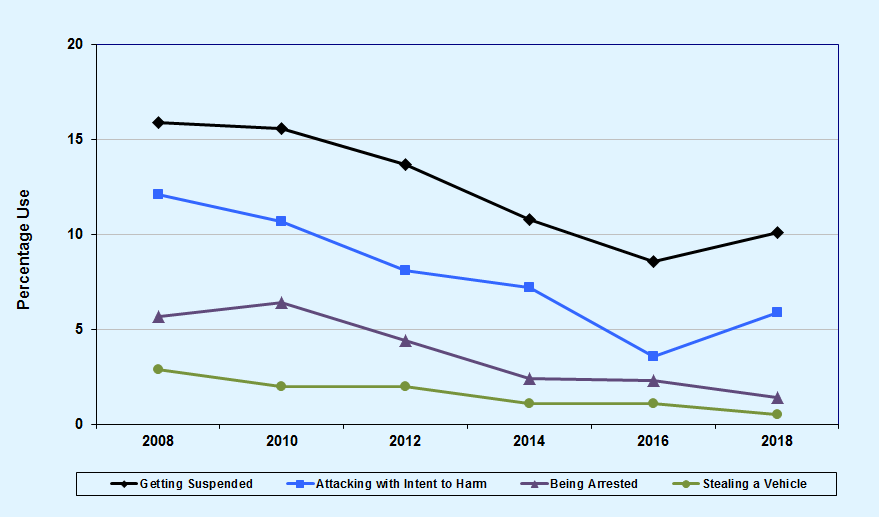 20
15
10
5
0
Percentage Use
2008 2010 2012 2014 2016 2018
Getting Suspended Attacking with Intent to Harm Being Arrested Stealing a Vehicle